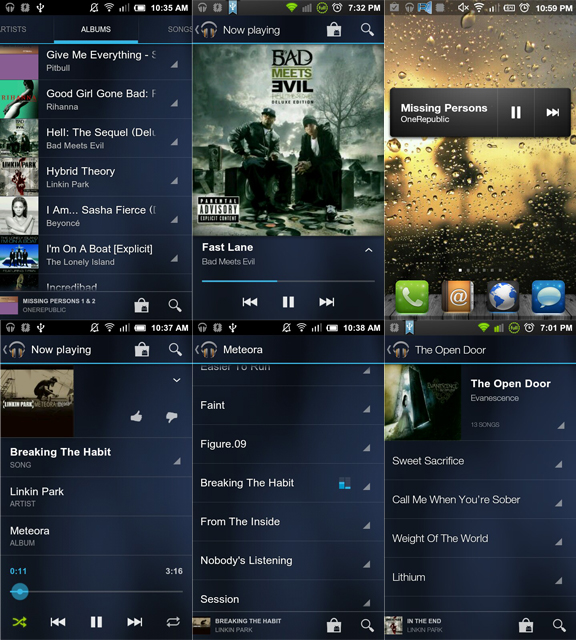 10:35 AM
ARTISTS
ALBUMS
SONGS
Give Me Everything - S
Pitbull
Good Girl Gone Bad: R
Rihanna
Hell: The Sequel (Delu
Bad Meets Evil
Hybrid Theory
Linkin Park
I Am... Sasha Fierce (D
Beyoncé
I'm On A Boat [Explicit]
The Lonely Island
Incredibad
MISSING PERSONS 1 & 2
ONEREPUBLIC
7:32 PM
Now playing
BAD
MEETS
EVIL
DELUXE EDITION
PARENTAL
ADVISORY
EXPLICIT CONTENT
Fast Lane
Bad Meets Evil
10:59 PM
Missing Persons
OneRepublic
10:37 AM
Now playing
LINKIN PARK
METEORA
Breaking The Habit
SONG
Linkin Park
ARTIST
Meteora
ALBUM
0:11
3:16
10:38 AM
Meteora
Easier To Run
Faint
Figure.09
Breaking The Habit
From The Inside
Nobody's Listening
Session
BREAKING THE HABIT
LINKIN PARK
7:01 PM
The Open Door
EVANESCENCE
The Open Door
Evanescence
13 SONGS
Sweet Sacrifice
Call Me When You're Sober
Weight Of The World
Lithium
IN THE END
LINKIN PARK